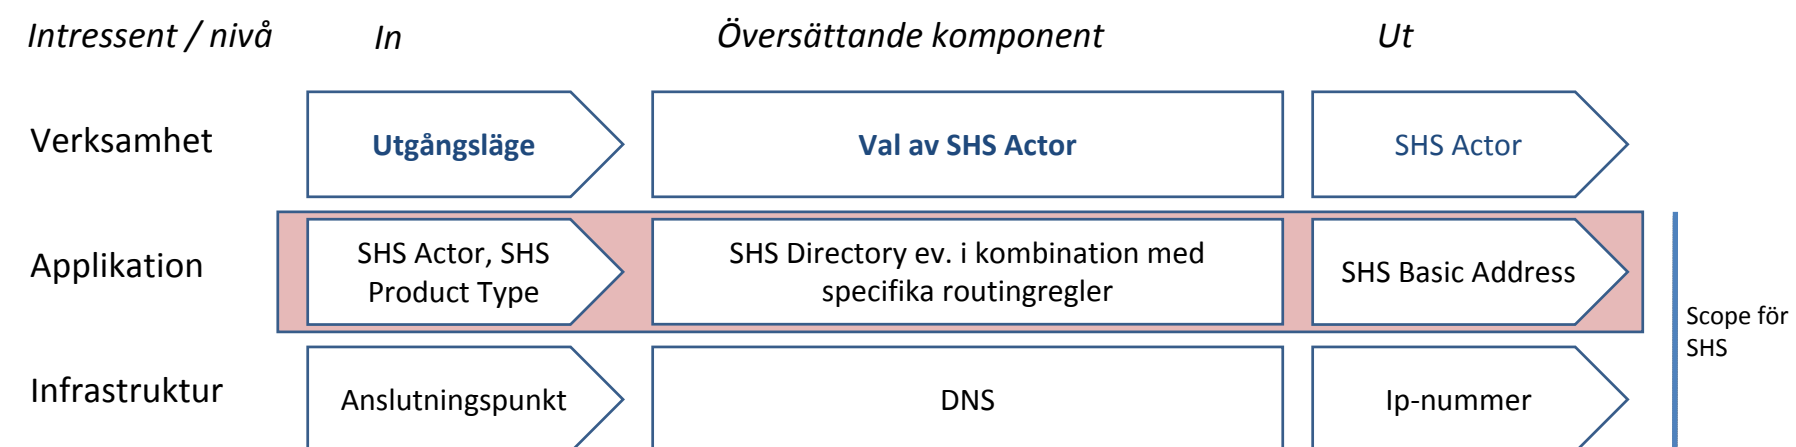 Intressent / nivå In Översättande komponent Ut
Verksamhet Utgångsläge Val av SHS Actor SHS Actor
Applikation
SHS Actor, SHS
Product Type
SHS Directory ev. i kombination med
specifika routingregler
SHS Basic Address
Scope för
SHS
Infrastruktur Anslutningspunkt DNS Ip-nummer